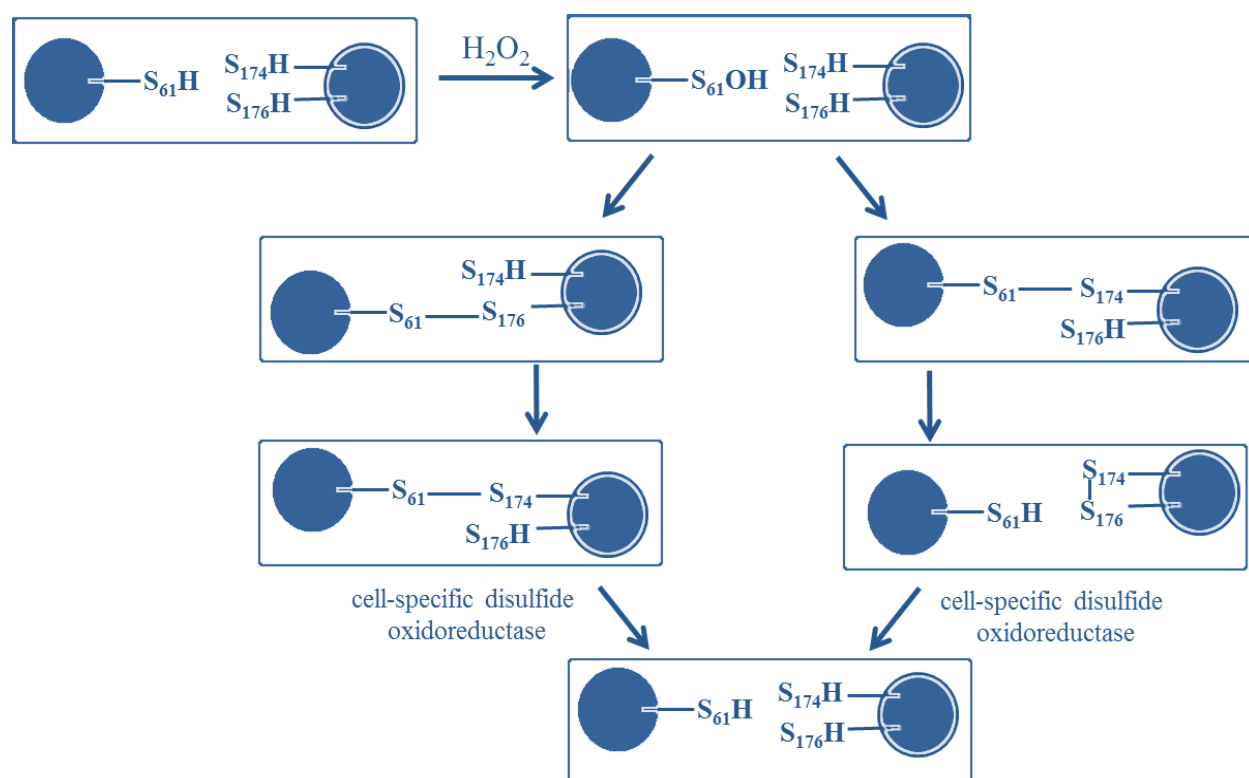 S₆₁H
S₁₇₄H
S₁₇₆H
H₂O₂
S₆₁OH
S₁₇₄H
S₁₇₆H
S₁₇₄H
S₆₁ S₁₇₆
S₆₁ S₁₇₄
S₁₇₆H
S₆₁ S₁₇₄
S₁₇₆H
S₁₇₄
S₁₇₆
S₆₁H
cell-specific disulfide
oxidoreductase
cell-specific disulfide
oxidoreductase
S₆₁H
S₁₇₄H
S₁₇₆H